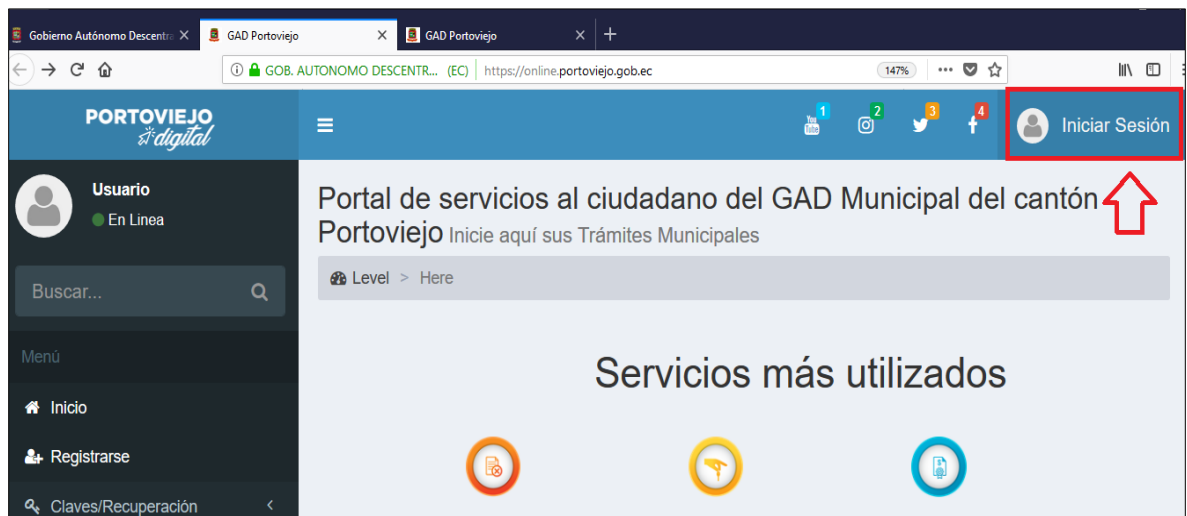 Gobierno Autónomo Descentra
GAD Portoviejo
GAD Portoviejo
GOB. AUTONOMO DESCENTR... (EC) https://online.portoviejo.gob.ec 147%
PORTOVIEJO
digital
You Tube 1 2 3 4
Iniciar Sesión
Usuario
En Linea
Buscar...
Menú
Inicio
Registrarse
Claves/Recuperación
Portal de servicios al ciudadano del GAD Municipal del cantón
Portoviejo Inicie aquí sus Trámites Municipales
Level > Here
Servicios más utilizados